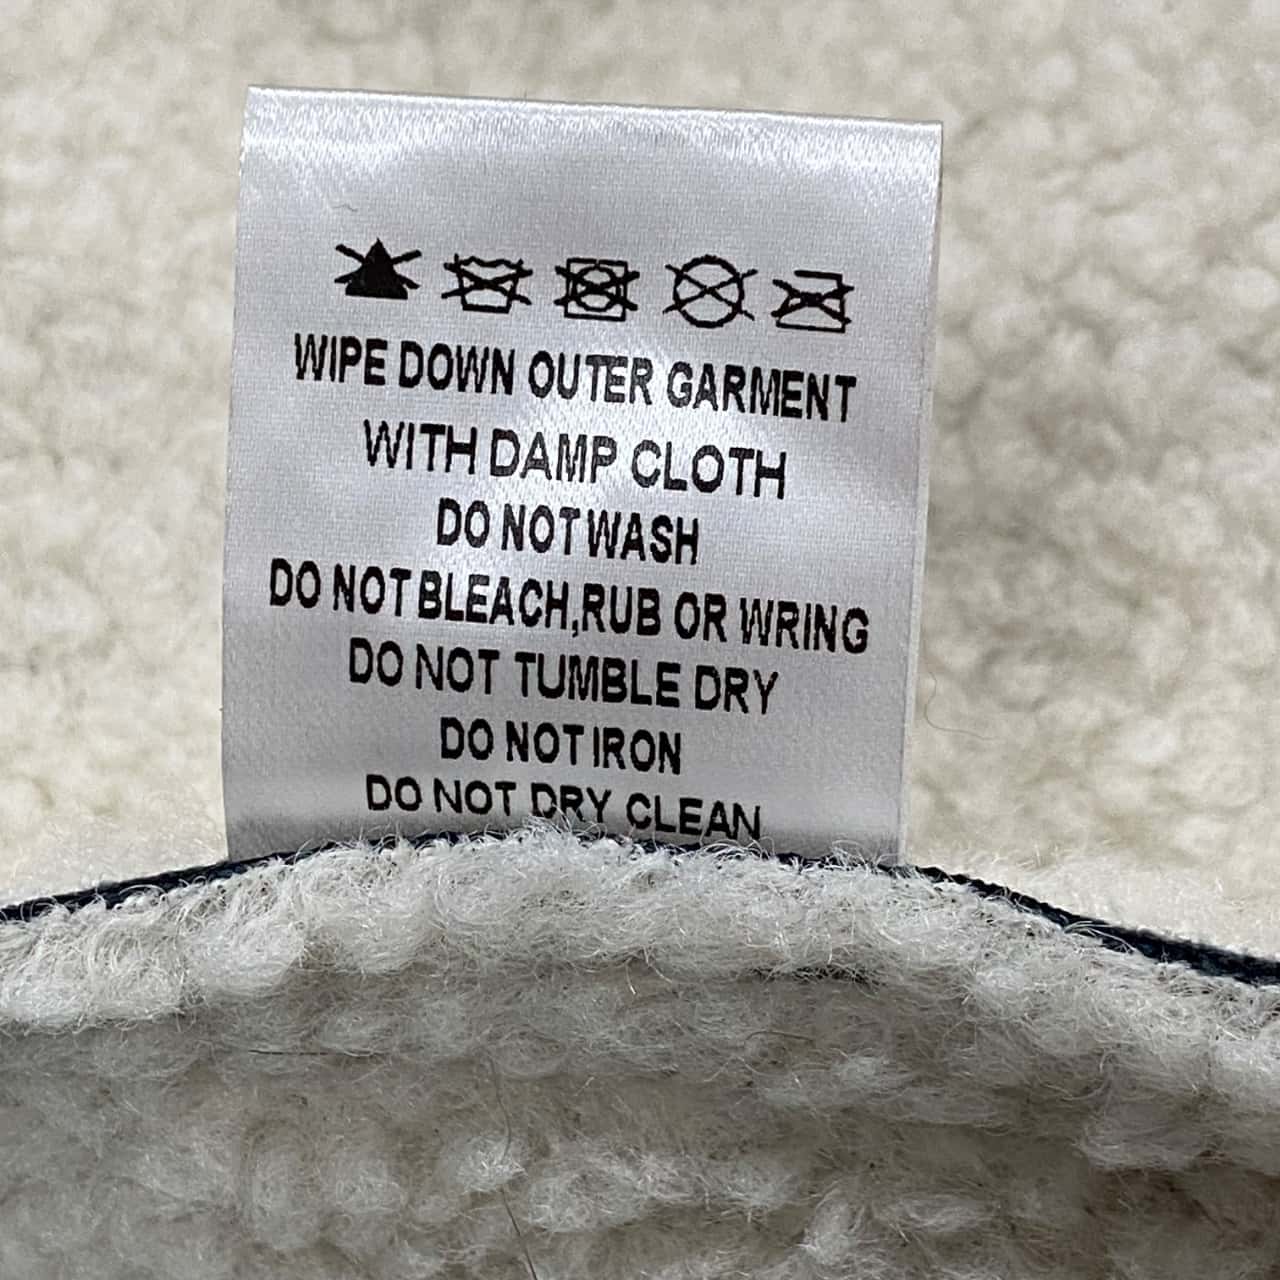 WIPE DOWN OUTER GARMENT
WITH DAMP CLOTH
DO NOT WASH
DO NOT BLEACH,RUB OR WRING
DO NOT TUMBLE DRY
DO NOT IRON
DO NOT DRY CLEAN